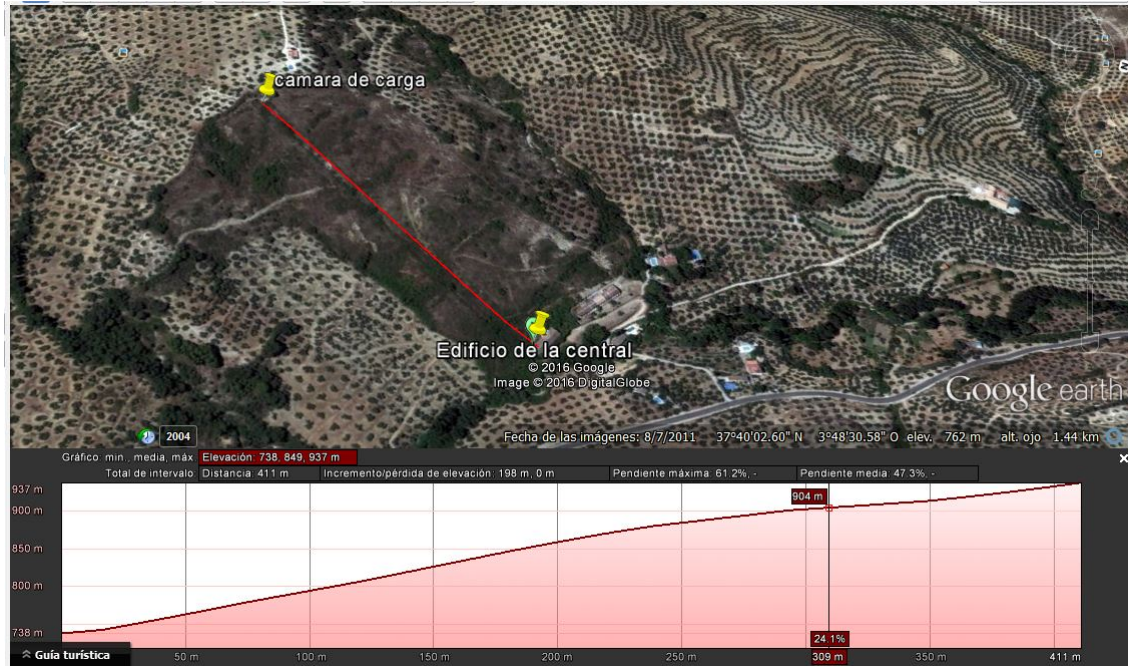 camara de carga
Edificio de la central
© 2016 Google
Image © 2016 DigitalGlobe
Google earth
2004
Fecha de las imágenes: 8/7/2011 37°40'02.60" N 3°48'30.58" O elev. 762 m alt. ojo 1.44 km
Gráfico: mín., media, máx Elevación: 738, 849, 937 m
Total de intervalo Distancia: 411 m Incremento/pérdida de elevación: 198 m, 0 m Pendiente máxima: 61.2%, - Pendiente media: 47.3%, -
937 m
904 m
900 m
850 m
800 m
738 m
24.1%
Guía turística 50 m 100 m 150 m 200 m 250 m 309 m 350 m 411 m